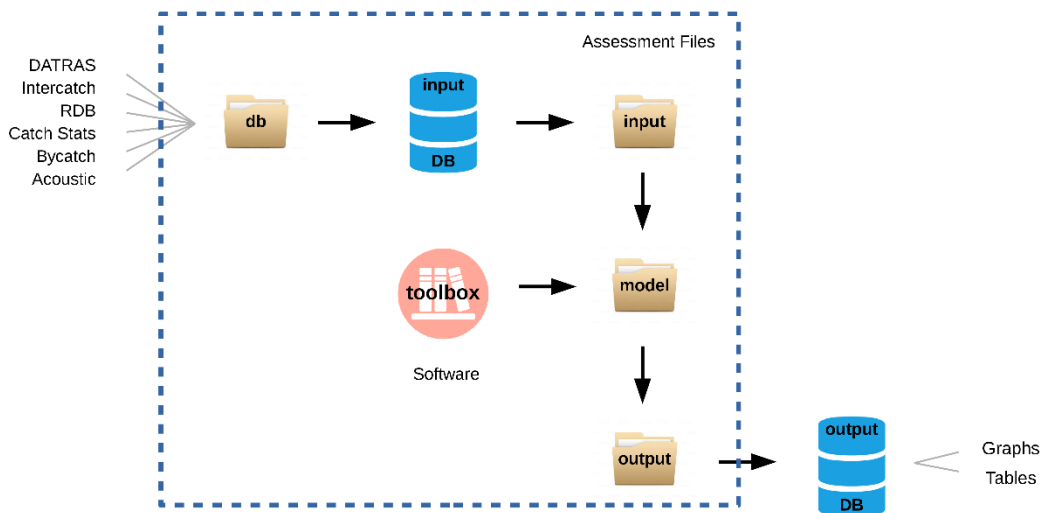 Assessment Files
DATRAS
Intercatch
RDB
Catch Stats
Bycatch
Acoustic
db
input
DB
input
toolbox
Software
model
output
output
DB
Graphs
Tables